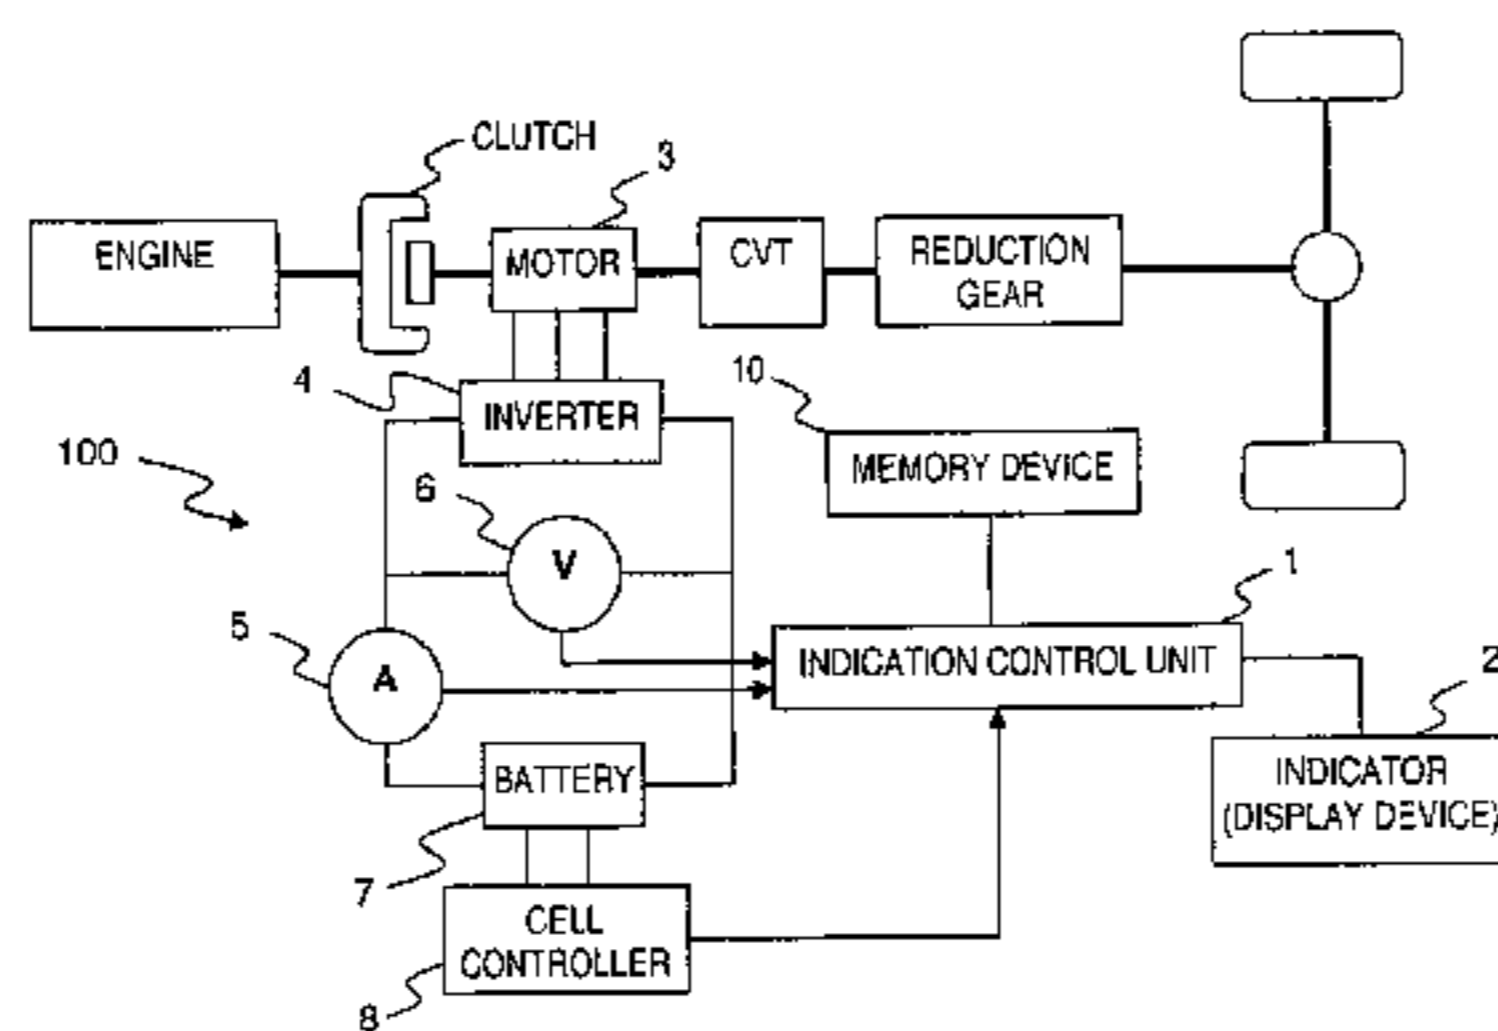 CLUTCH
3
ENGINE
MOTOR
CVT
REDUCTION
GEAR
4
INVERTER
10
MEMORY DEVICE
100
6
V
1
5
A
INDICATION CONTROL UNIT
2
BATTERY
INDICATOR
(DISPLAY DEVICE)
7
CELL
CONTROLLER
8